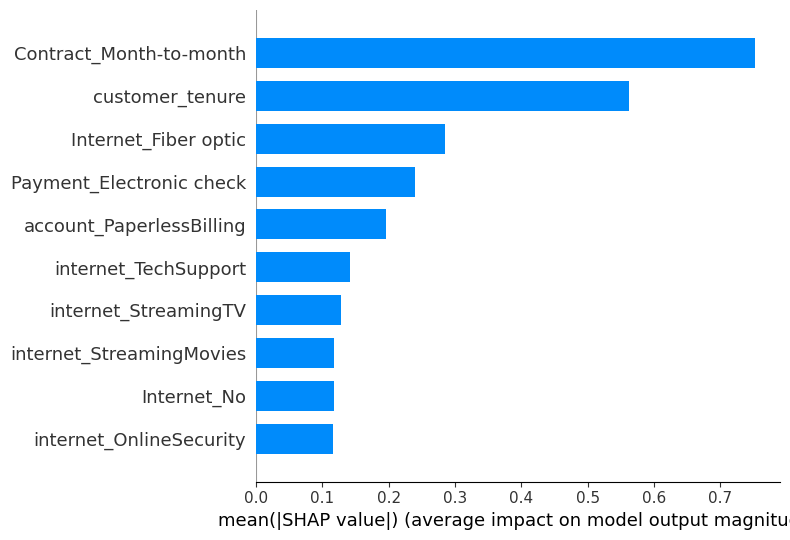 Contract_Month-to-month
customer_tenure
Internet_Fiber optic
Payment_Electronic check
account_PaperlessBilling
internet_TechSupport
internet_StreamingTV
internet_StreamingMovies
Internet_No
internet_OnlineSecurity
0.0 0.1 0.2 0.3 0.4 0.5 0.6 0.7
mean(|SHAP value|) (average impact on model output magnitu